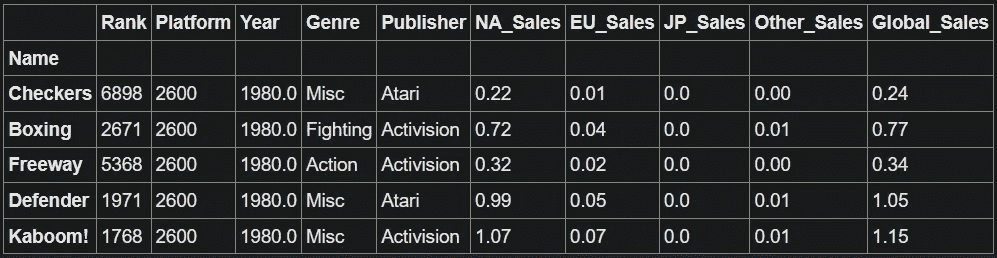 Rank Platform Year Genre Publisher NA_Sales EU_Sales JP_Sales Other_Sales Global_Sales
Name
Checkers 6898 2600 1980.0 Misc Atari 0.22 0.01 0.0 0.00 0.24
Boxing 2671 2600 1980.0 Fighting Activision 0.72 0.04 0.0 0.01 0.77
Freeway 5368 2600 1980.0 Action Activision 0.32 0.02 0.0 0.00 0.34
Defender 1971 2600 1980.0 Misc Atari 0.99 0.05 0.0 0.01 1.05
Kaboom! 1768 2600 1980.0 Misc Activision 1.07 0.07 0.0 0.01 1.15